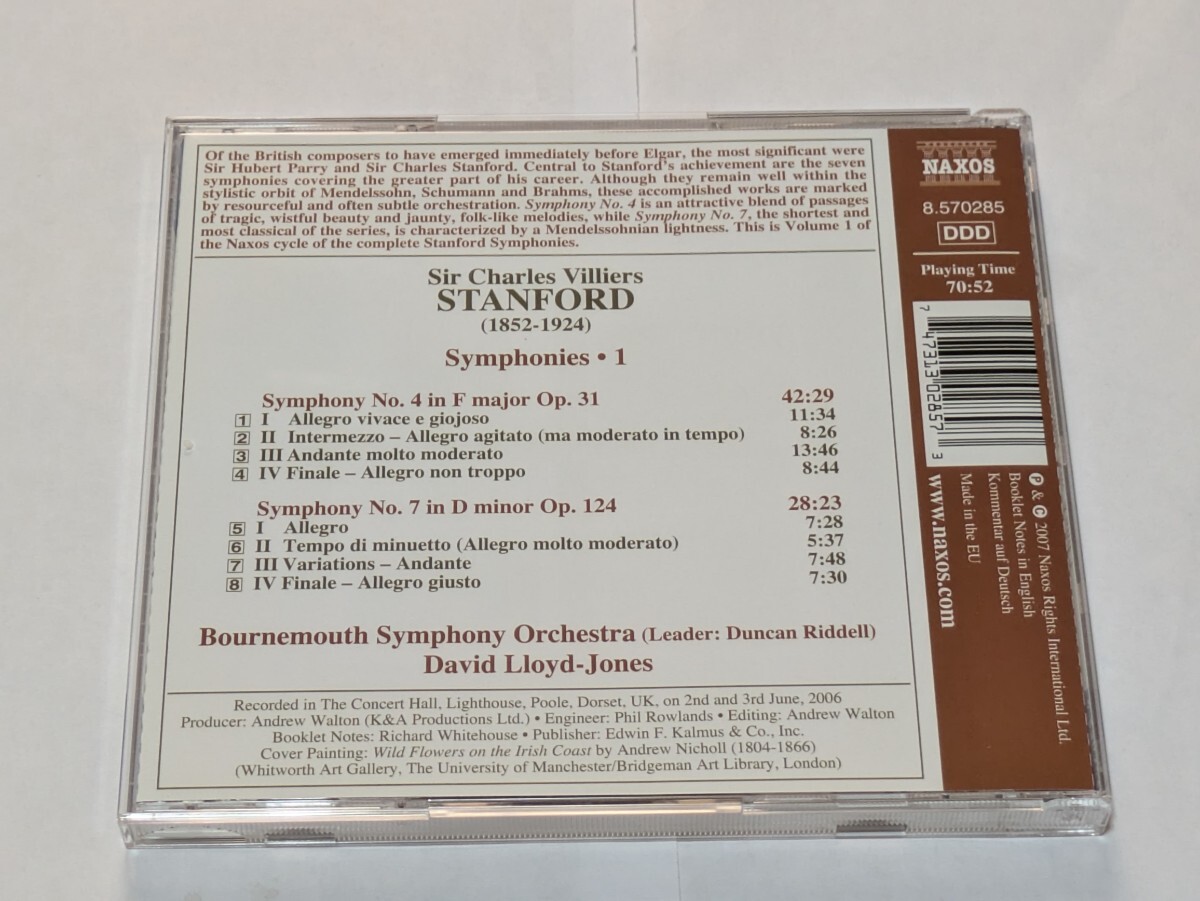 Of the British composers to have emerged immediately before Elgar, the most significant were
Sir Hubert Parry and Sir Charles Stanford. Central to Stanford's achievement are the seven
symphonies covering the greater part of his career. Although they remain well within the
stylistic orbit of Mendelssohn, Schumann and Brahms, these accomplished works are marked
by resourceful and often subtle orchestration. Symphony No. 4 is an attractive blend of passages
of tragic, wistful beauty and jaunty, folk-like melodies, while Symphony No. 7, the shortest and
most classical of the series, is characterized by a Mendelssohnian lightness. This is Volume 1 of
the Naxos cycle of the complete Stanford Symphonies.
Sir Charles Villiers
STANFORD
(1852-1924)
Symphonies • 1
Symphony No. 4 in F major Op. 31 42:29
1 I Allegro vivace e giojoso 11:34
2 II Intermezzo – Allegro agitato (ma moderato in tempo) 8:26
3 III Andante molto moderato 13:46
4 IV Finale – Allegro non troppo 8:44
Symphony No. 7 in D minor Op. 124 28:23
5 I Allegro 7:28
6 II Tempo di minuetto (Allegro molto moderato) 5:37
7 III Variations – Andante 7:48
8 IV Finale – Allegro giusto 7:30
Bournemouth Symphony Orchestra (Leader: Duncan Riddell)
David Lloyd-Jones
Recorded in The Concert Hall, Lighthouse, Poole, Dorset, UK, on 2nd and 3rd June, 2006
Producer: Andrew Walton (K&A Productions Ltd.) • Engineer: Phil Rowlands • Editing: Andrew Walton
Booklet Notes: Richard Whitehouse • Publisher: Edwin F. Kalmus & Co., Inc.
Cover Painting: Wild Flowers on the Irish Coast by Andrew Nicholl (1804-1866)
(Whitworth Art Gallery, The University of Manchester/Bridgeman Art Library, London)
NAXOS
8.570285
DDD
Playing Time
70:52
7 47313 02857 3
℗ & © 2007 Naxos Rights International Ltd.
Booklet Notes in English
Kommentar auf Deutsch
Made in the EU
www.naxos.com